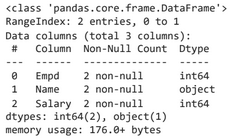 <class 'pandas.core.frame.DataFrame'>
RangeIndex: 2 entries, 0 to 1
Data columns (total 3 columns):
 #   Column  Non-Null Count  Dtype
---  ------  --------------  -----
 0   Empd    2 non-null      int64
 1   Name    2 non-null      object
 2   Salary  2 non-null      int64
dtypes: int64(2), object(1)
memory usage: 176.0+ bytes